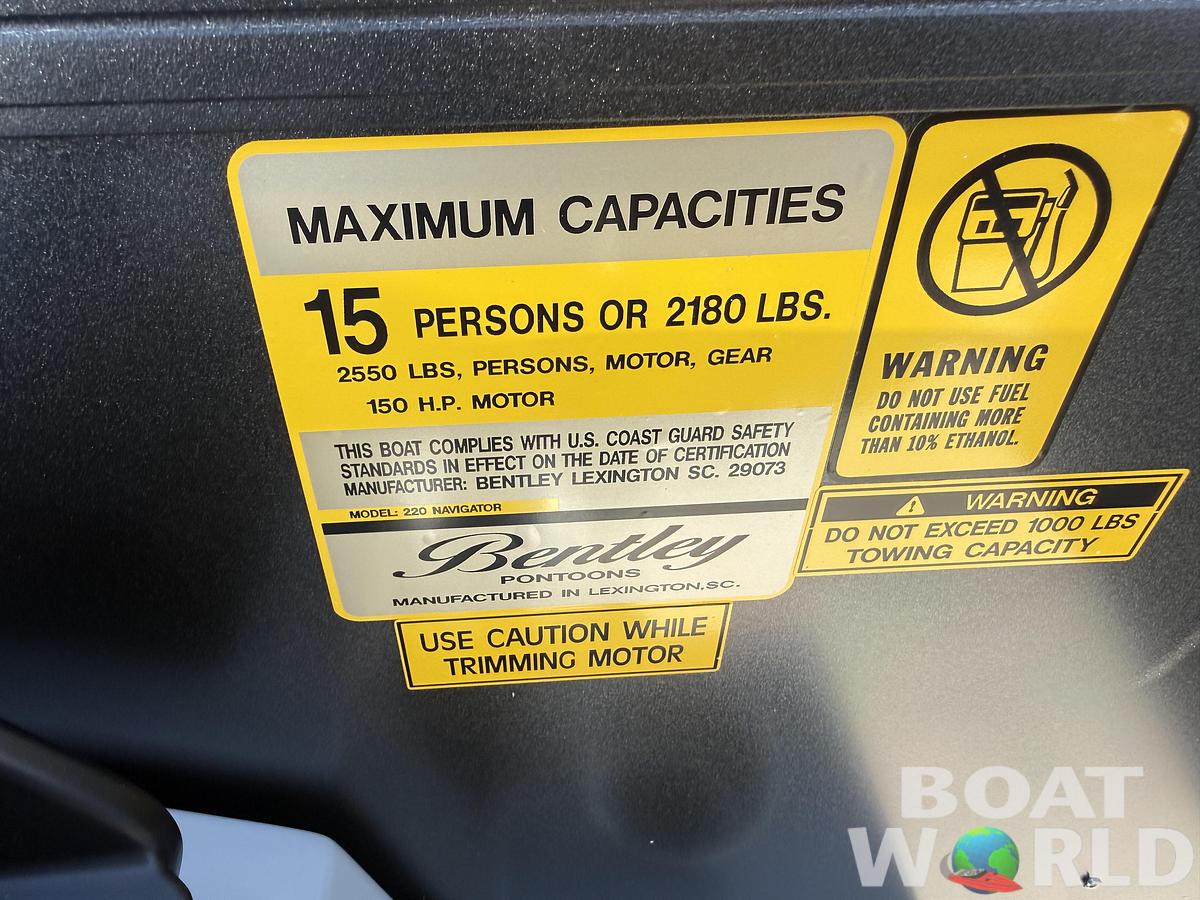 MAXIMUM CAPACITIES
15 PERSONS OR 2180 LBS.
2550 LBS, PERSONS, MOTOR, GEAR
150 H.P. MOTOR
THIS BOAT COMPLIES WITH U.S. COAST GUARD SAFETY
STANDARDS IN EFFECT ON THE DATE OF CERTIFICATION
MANUFACTURER: BENTLEY LEXINGTON SC. 29073
MODEL: 220 NAVIGATOR
Bentley
PONTOONS
MANUFACTURED IN LEXINGTON,SC.
USE CAUTION WHILE
TRIMMING MOTOR
WARNING
DO NOT USE FUEL
CONTAINING MORE
THAN 10% ETHANOL.
WARNING
DO NOT EXCEED 1000 LBS
TOWING CAPACITY
BOAT
WORLD